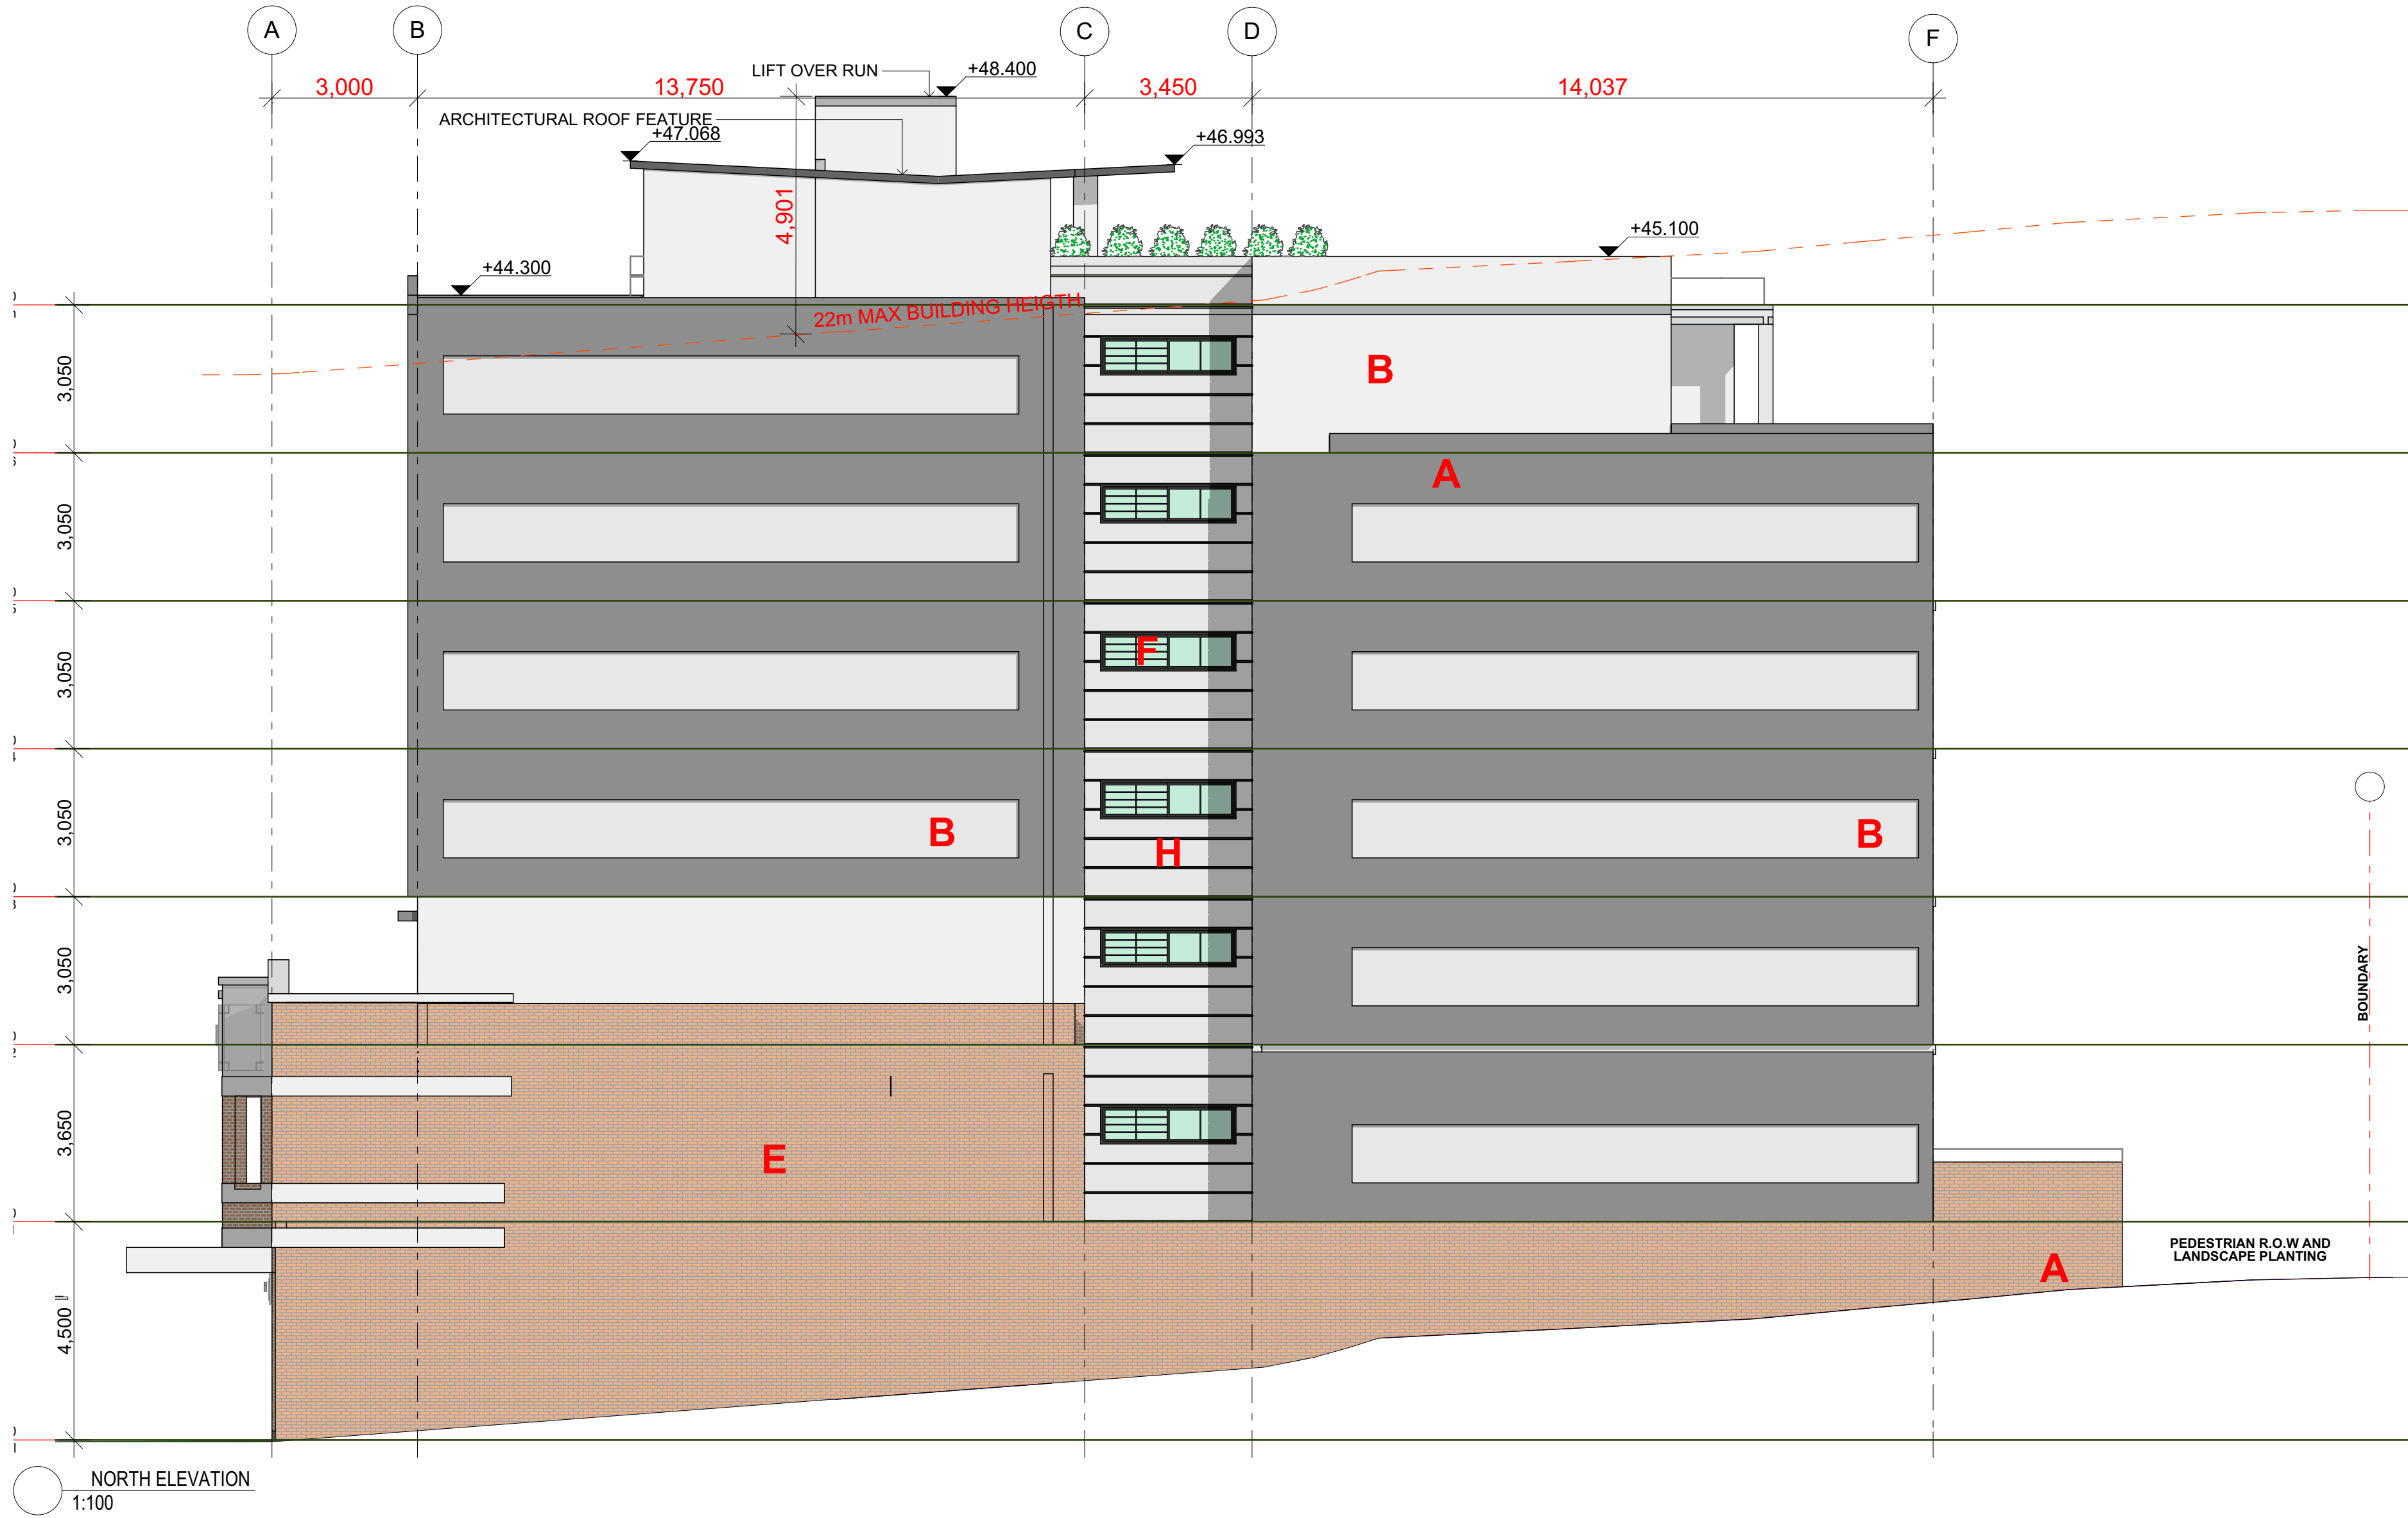 A
B
C
D
F
3,000
13,750
3,450
14,037
LIFT OVER RUN
+48.400
ARCHITECTURAL ROOF FEATURE
+47.068
+46.993
4,901
+45.100
+44.300
22m MAX BUILDING HEIGTH
3,050
B
A
3,050
F
3,050
B
H
B
3,050
3,050
BOUNDARY
3,650
E
PEDESTRIAN R.O.W AND
LANDSCAPE PLANTING
A
4,500
NORTH ELEVATION
1:100